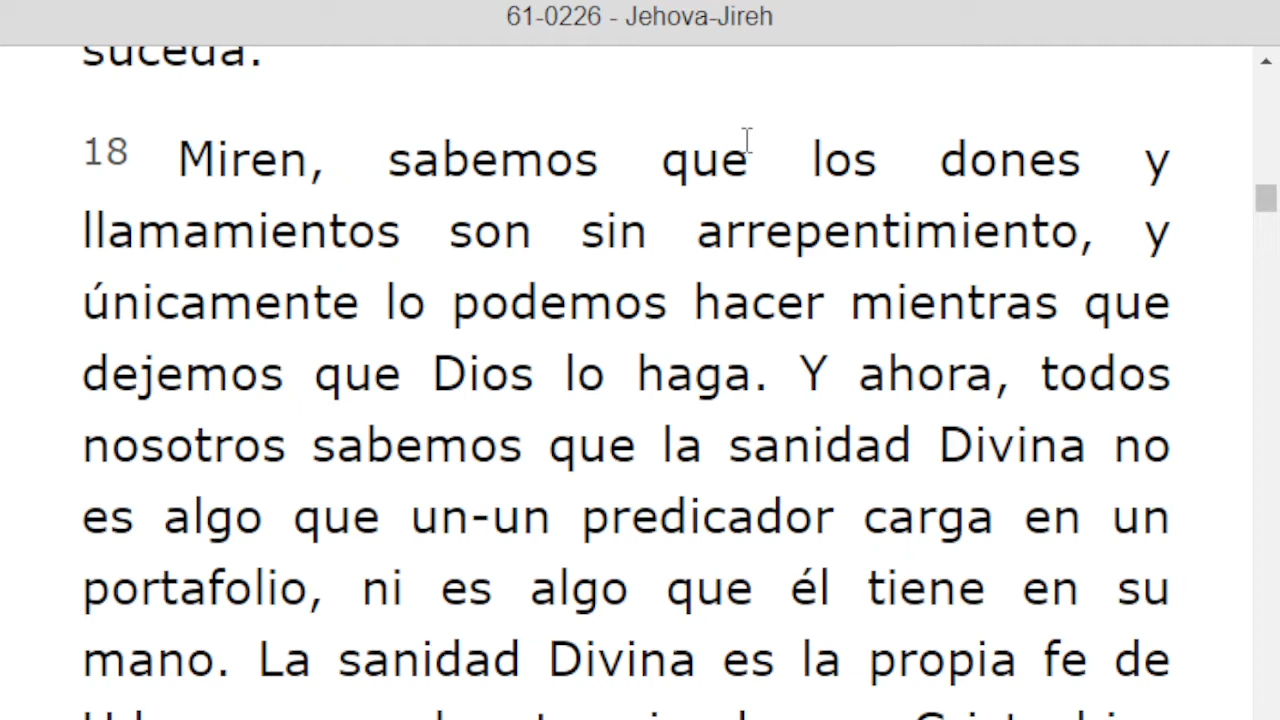 61-0226 - Jehova-Jireh
suceda.
18 Miren, sabemos que los dones y
llamamientos son sin arrepentimiento, y
únicamente lo podemos hacer mientras que
dejemos que Dios lo haga. Y ahora, todos
nosotros sabemos que la sanidad Divina no
es algo que un-un predicador carga en un
portafolio, ni es algo que él tiene en su
mano. La sanidad Divina es la propia fe de